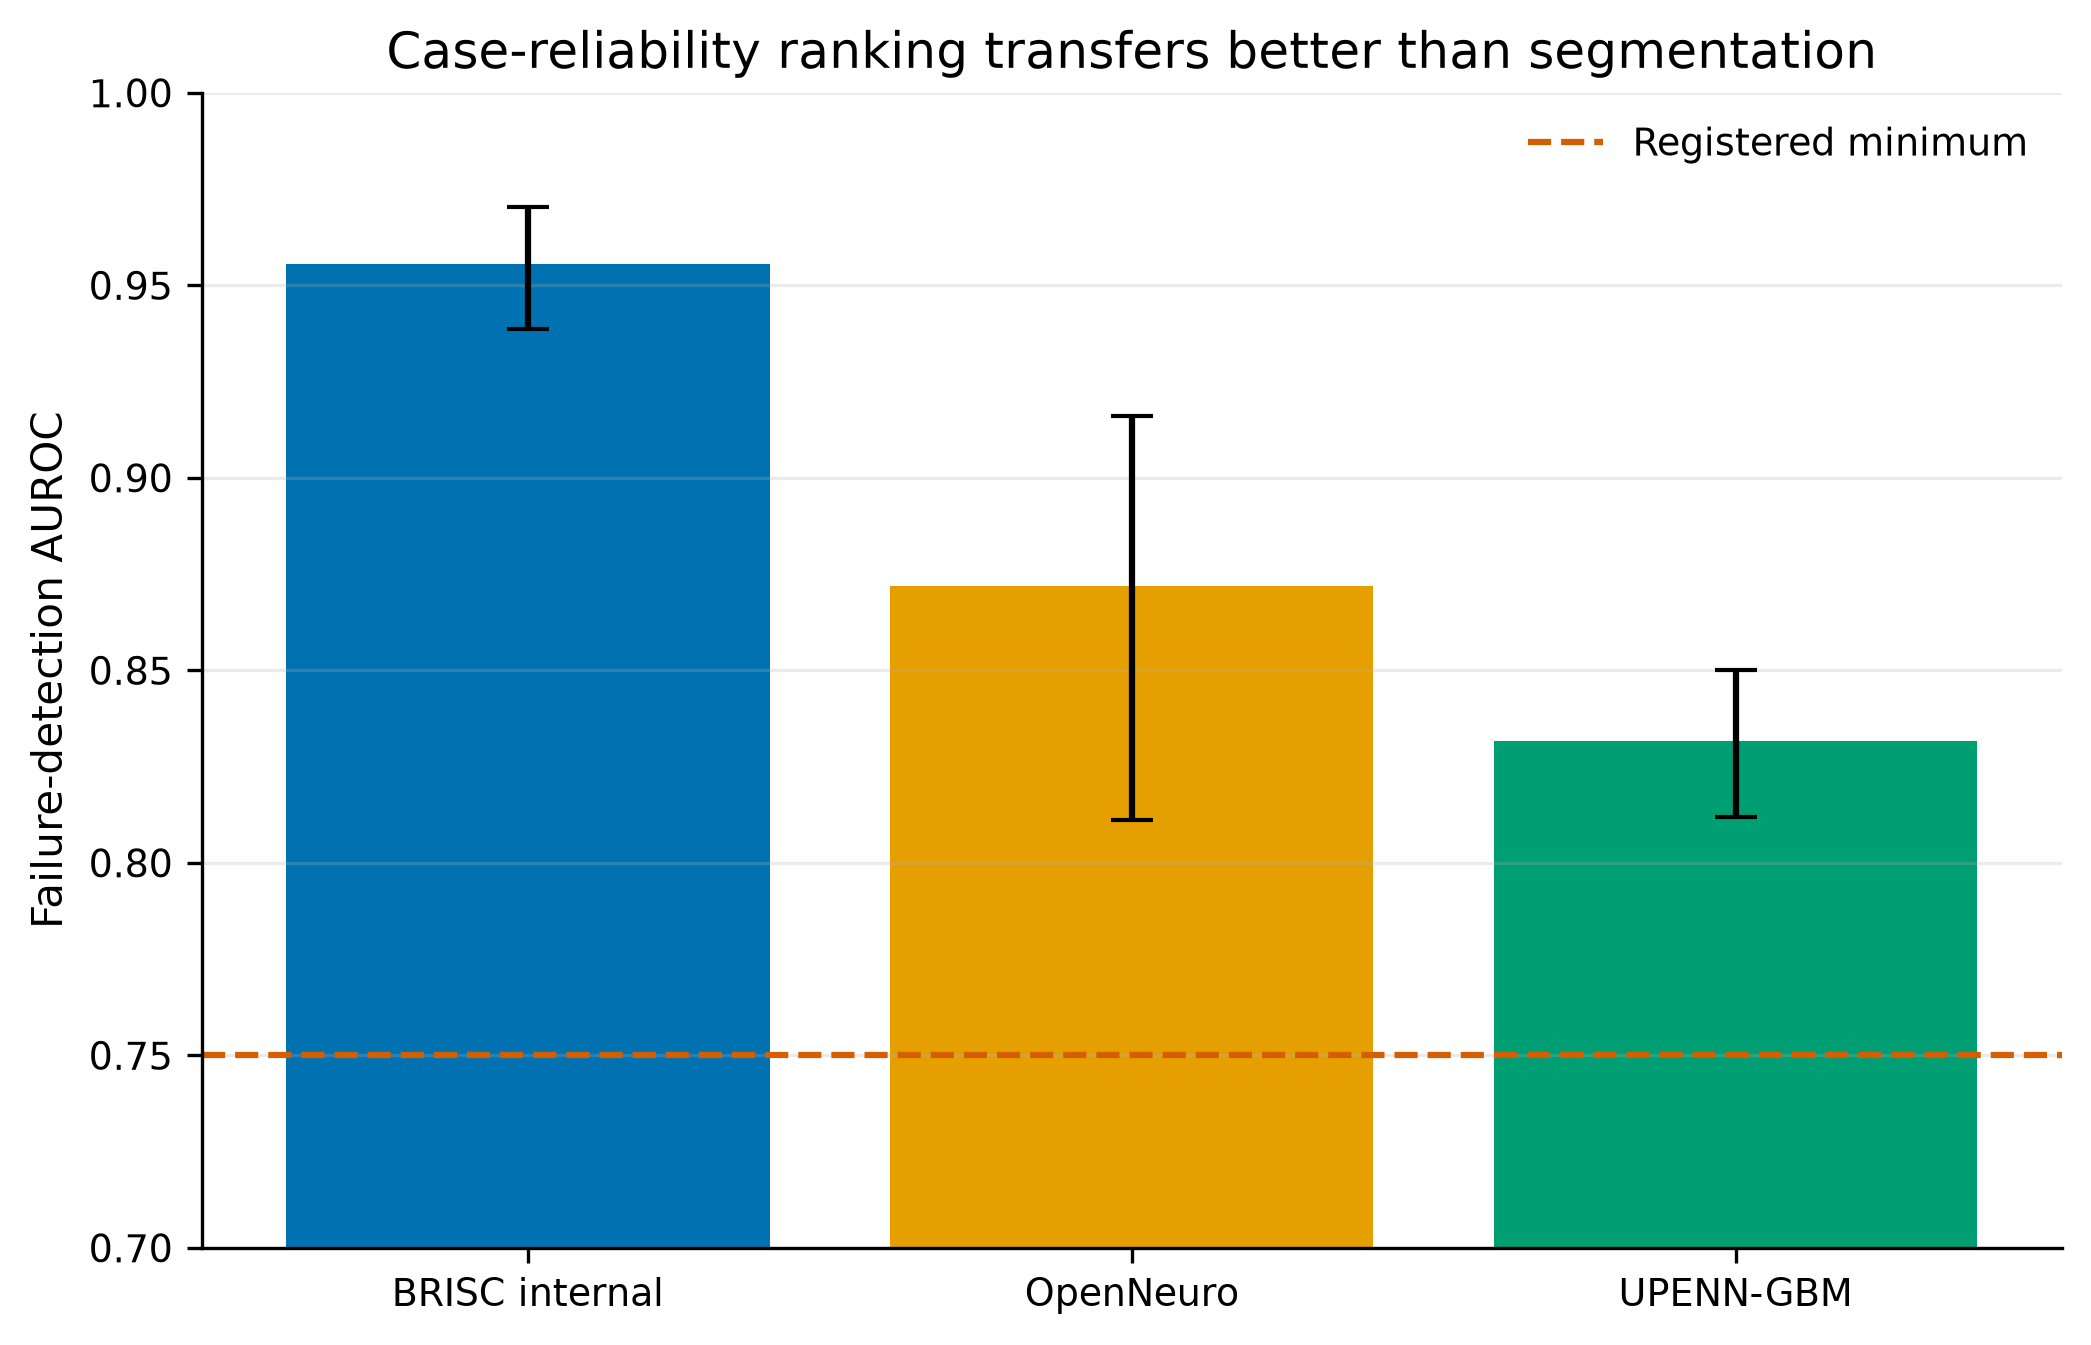 Case-reliability ranking transfers better than segmentation
Registered minimum
Failure-detection AUROC
1.00
0.95
0.90
0.85
0.80
0.75
0.70
BRISC internal
OpenNeuro
UPENN-GBM